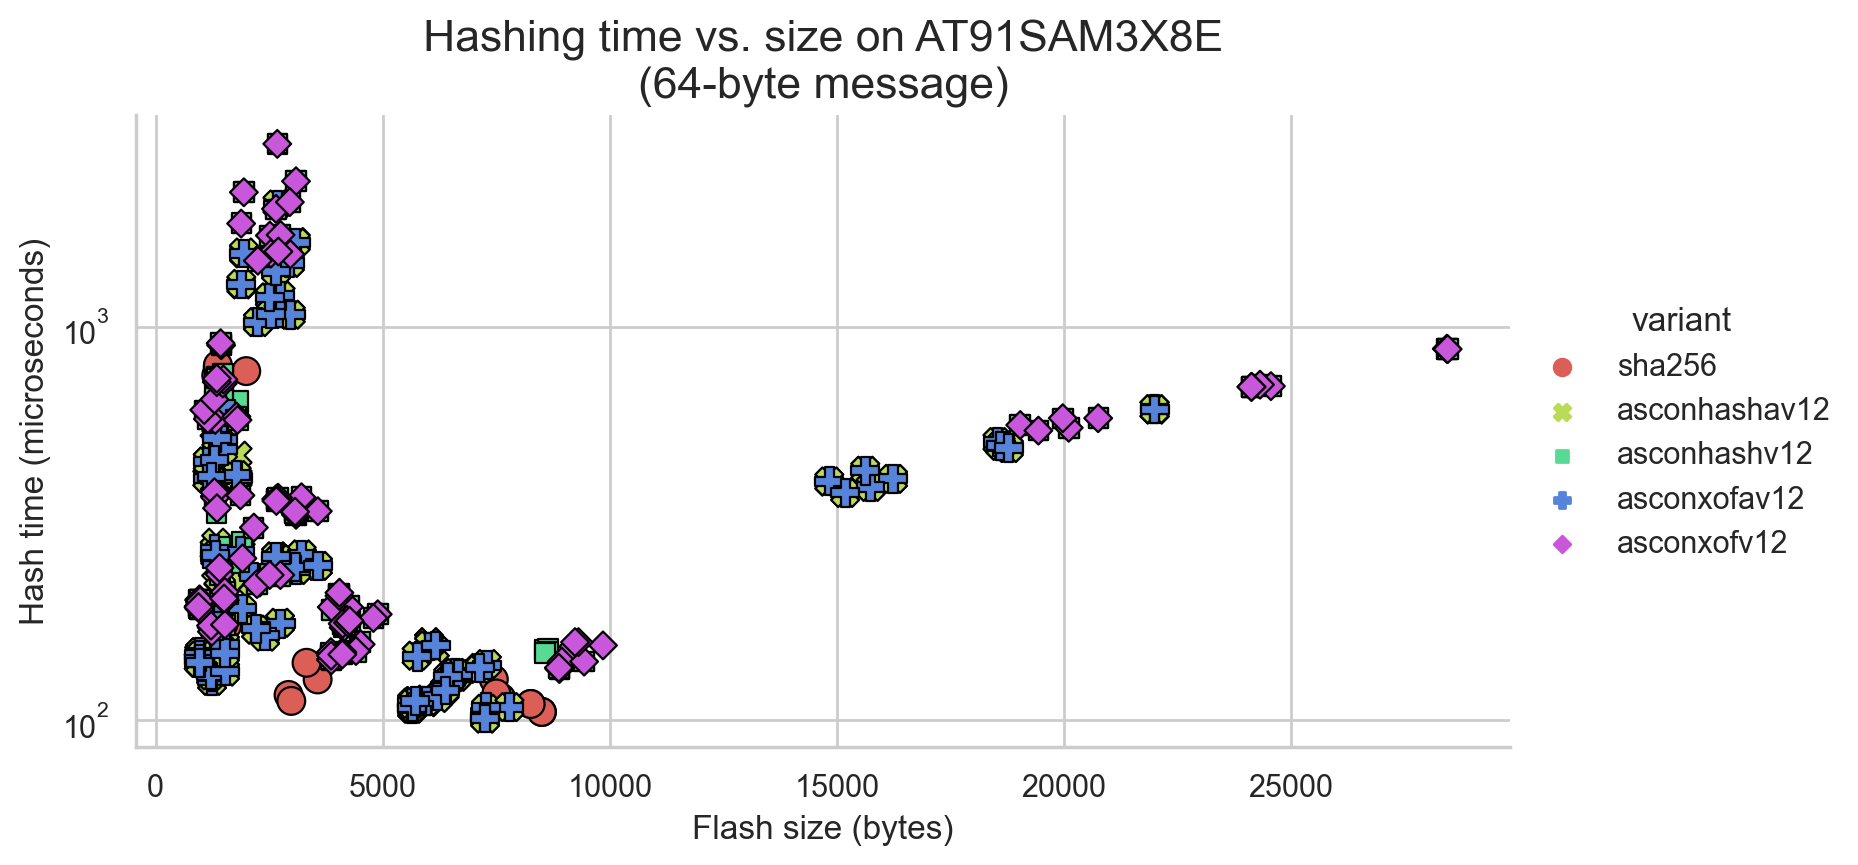 Hashing time vs. size on AT91SAM3X8E
(64-byte message)
Hash time (microseconds)
10³
10²
0
5000
10000
15000
20000
25000
Flash size (bytes)
variant
sha256
asconhashav12
asconhashv12
asconxofav12
asconxofv12